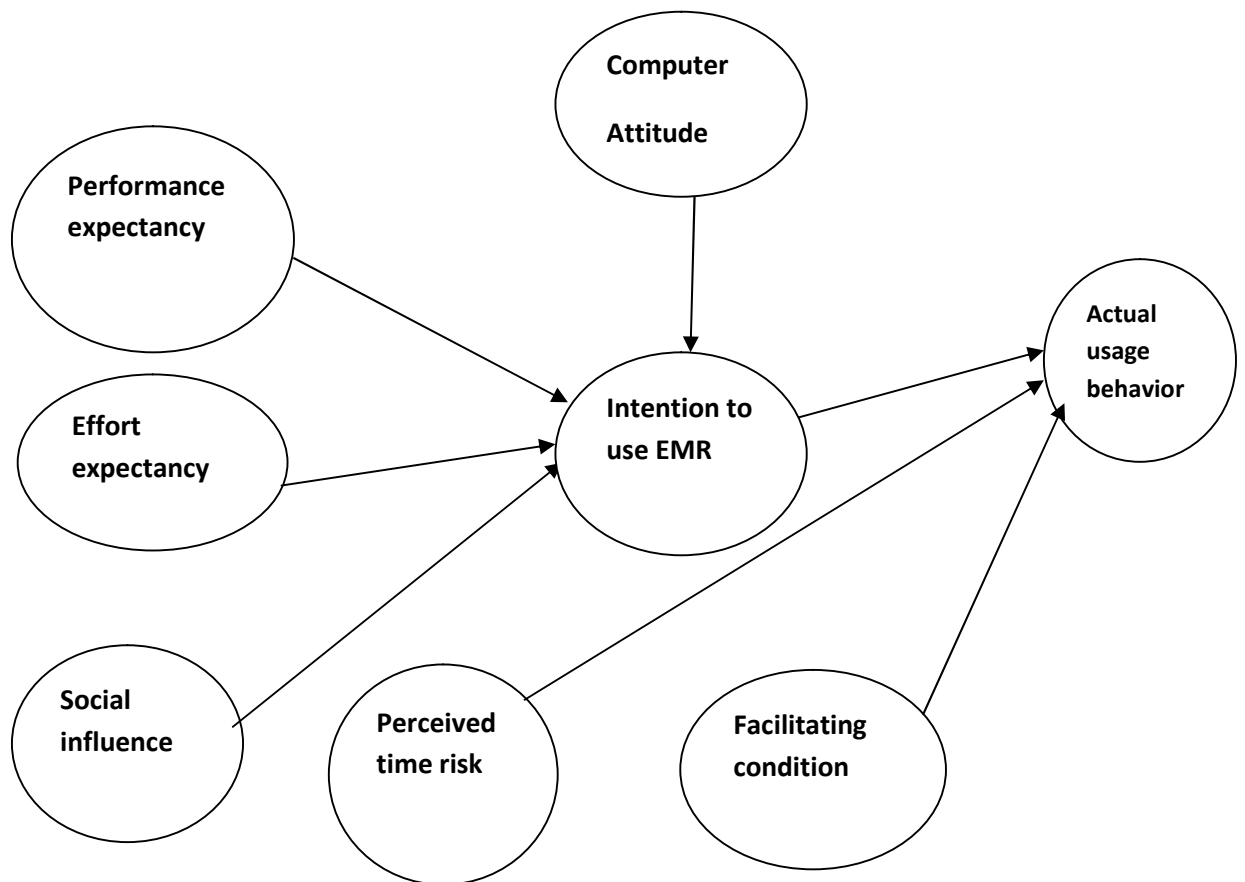 Computer
Attitude
Performance
expectancy
Actual
usage
behavior
Intention to
use EMR
Effort
expectancy
Social
influence
Perceived
time risk
Facilitating
condition